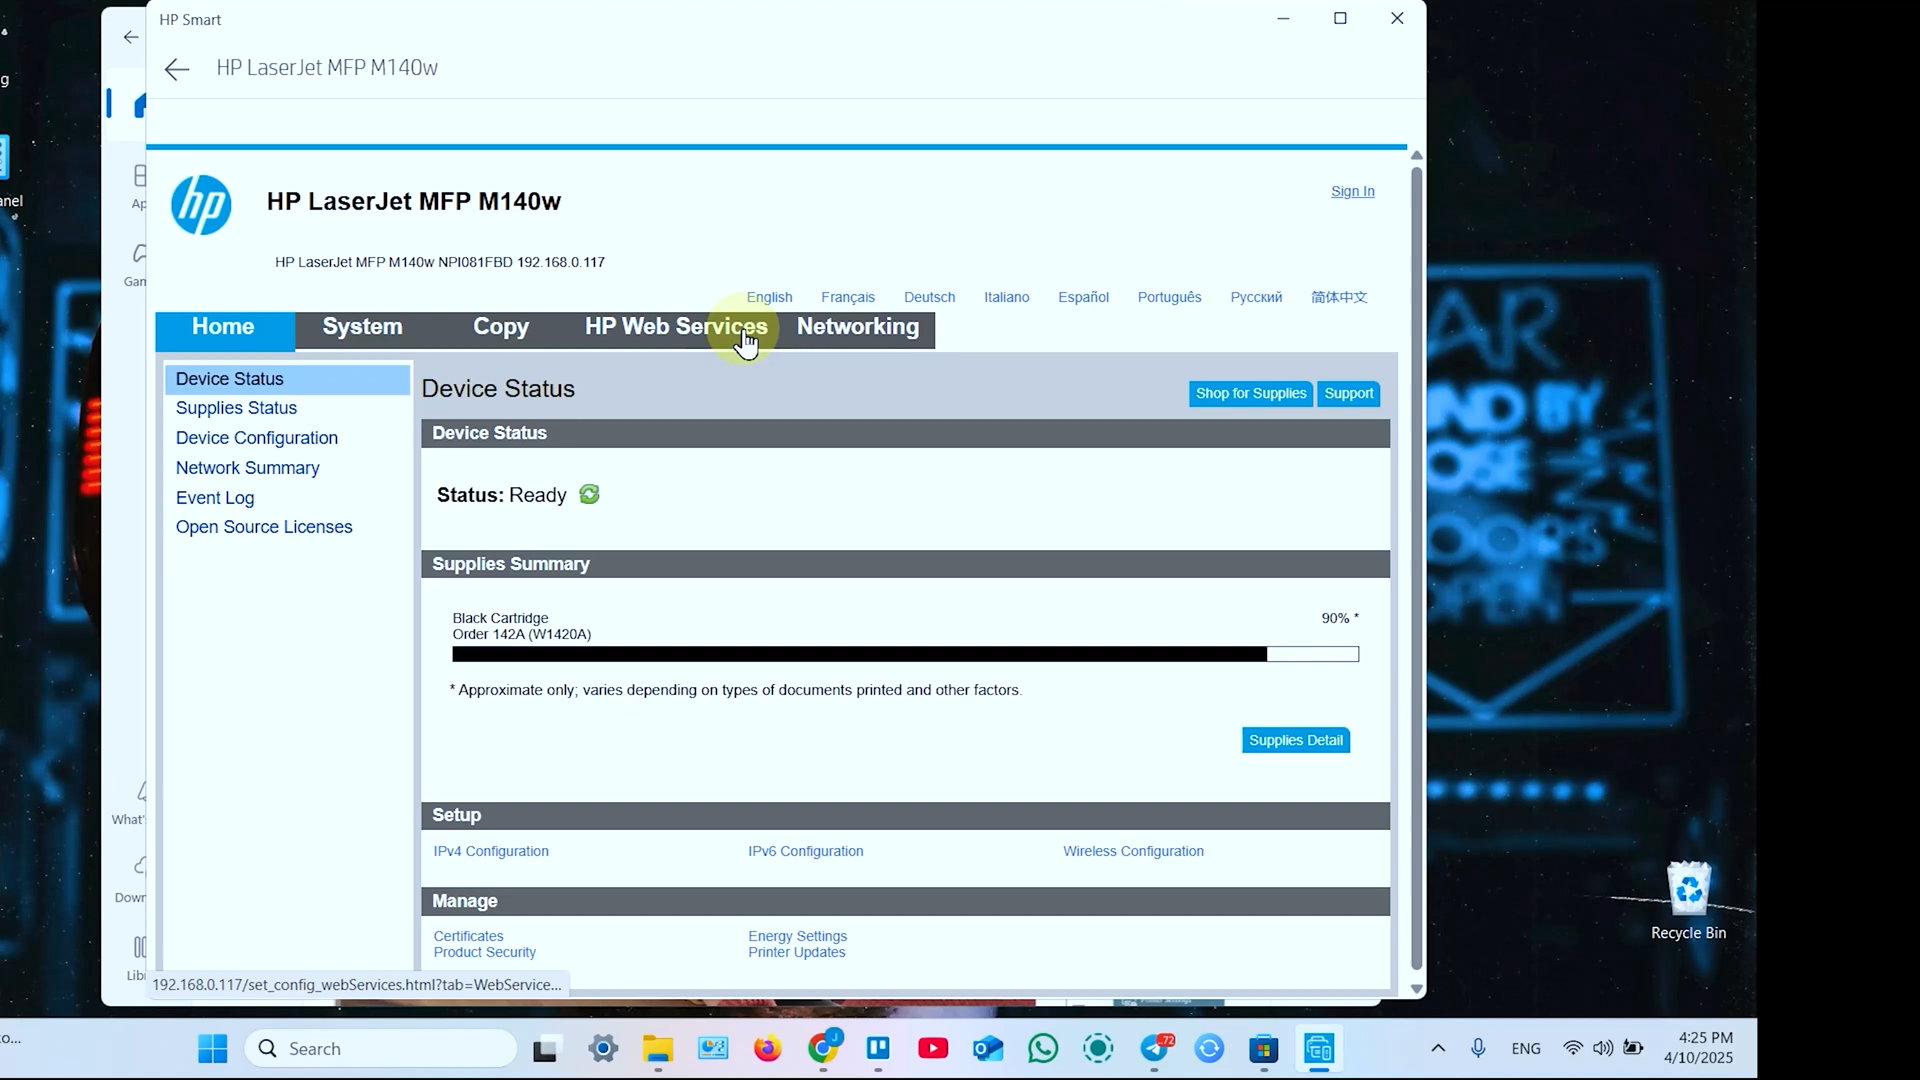 HP Smart
HP LaserJet MFP M140w
hp
HP LaserJet MFP M140w
Sign In
HP LaserJet MFP M140w NPI081FBD 192.168.0.117
English Français Deutsch Italiano Español Português Русский 简体中文
Home System Copy HP Web Services Networking
Device Status
Supplies Status
Device Configuration
Network Summary
Event Log
Open Source Licenses
Device Status
Shop for Supplies
Support
Device Status
Status: Ready
Supplies Summary
Black Cartridge 90% *
Order 142A (W1420A)
* Approximate only; varies depending on types of documents printed and other factors.
Supplies Detail
Setup
IPv4 Configuration IPv6 Configuration Wireless Configuration
Manage
Certificates Energy Settings
Product Security Printer Updates
192.168.0.117/set_config_webServices.html?tab=WebService...
Recycle Bin
Search
72
ENG
4:25 PM
4/10/2025